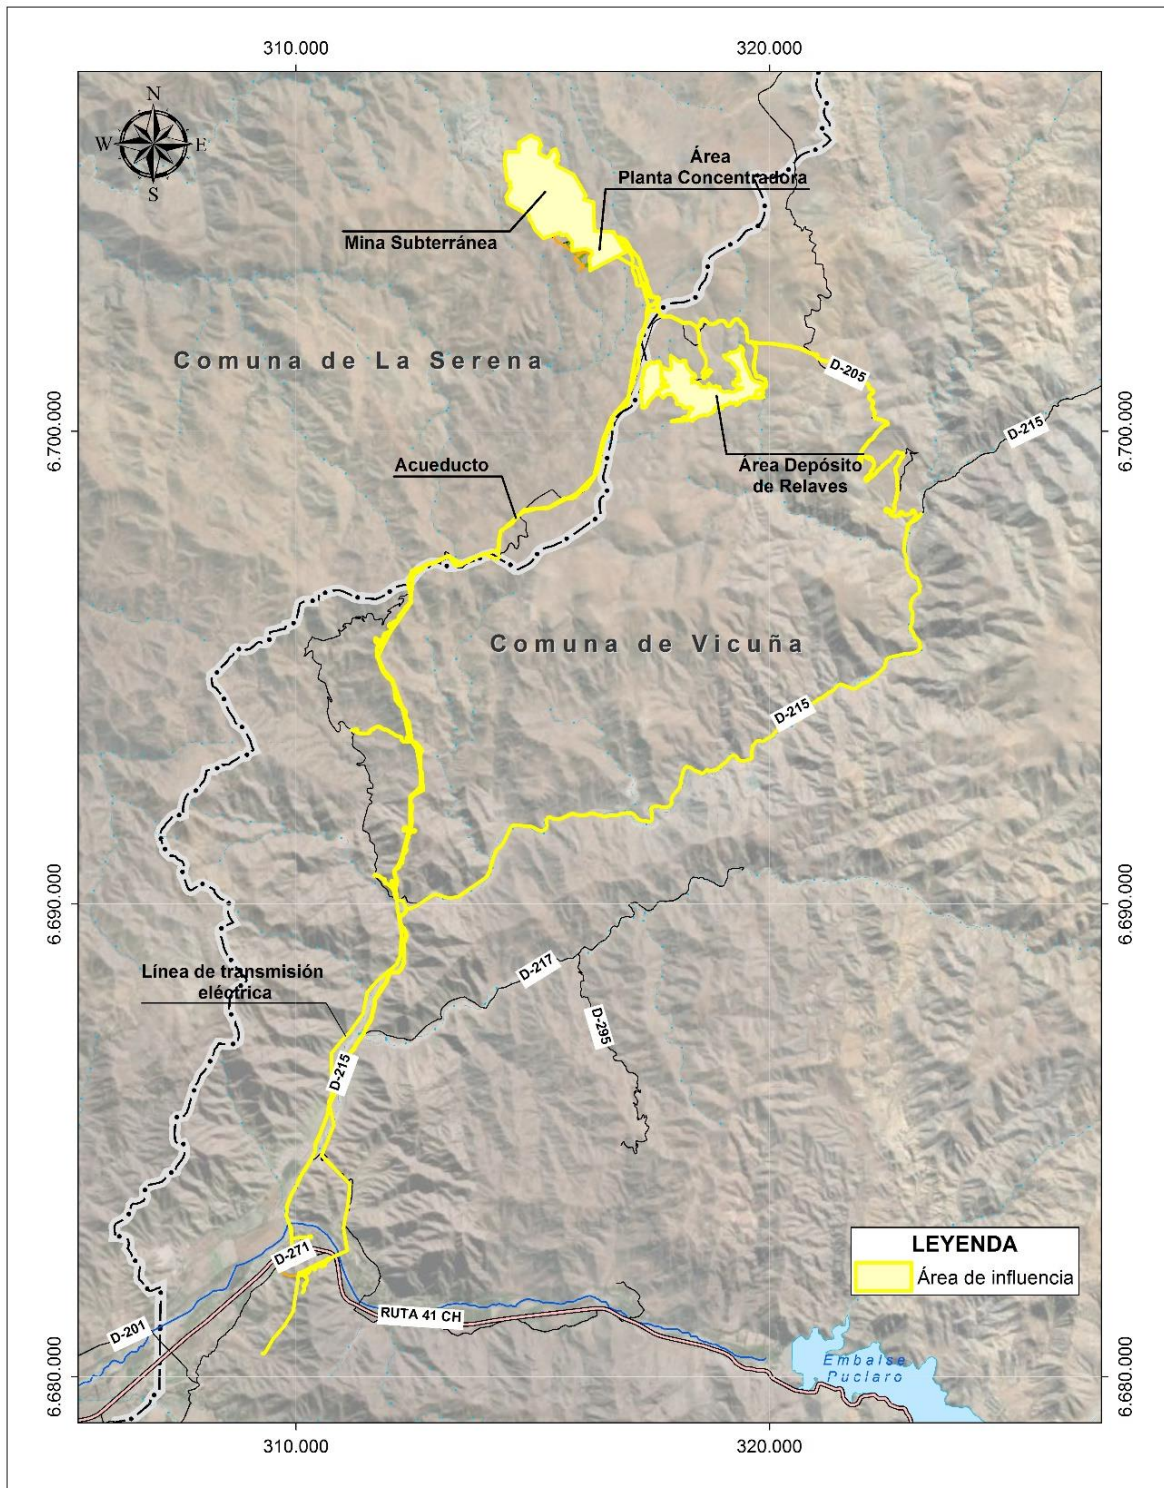 310.000
320.000
N
W
E
S
Área
Planta Concentradora
Mina Subterránea
Comuna de La Serena
D-205
6.700.000
D-215
6.700.000
Acueducto
Área Depósito
de Relaves
Comuna de Vicuña
D-215
6.690.000
6.690.000
Línea de transmisión
eléctrica
D-217
D-295
D-215
LEYENDA
Área de influencia
D-271
RUTA 41 CH
D-201
Embalse
Puclaro
6.680.000
6.680.000
310.000
320.000